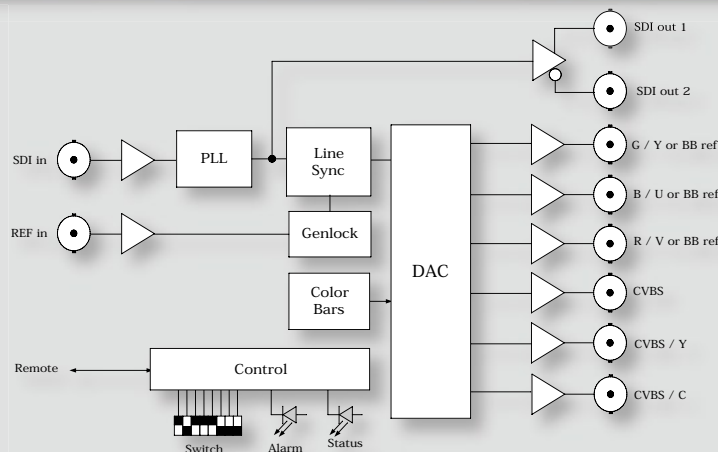 SDI out 1
SDI out 2
SDI in
PLL
Line
Sync
G / Y or BB ref
B / U or BB ref
REF in
Genlock
R / V or BB ref
DAC
Color
Bars
CVBS
CVBS / Y
Remote
Control
CVBS / C
Switch
Alarm
Status